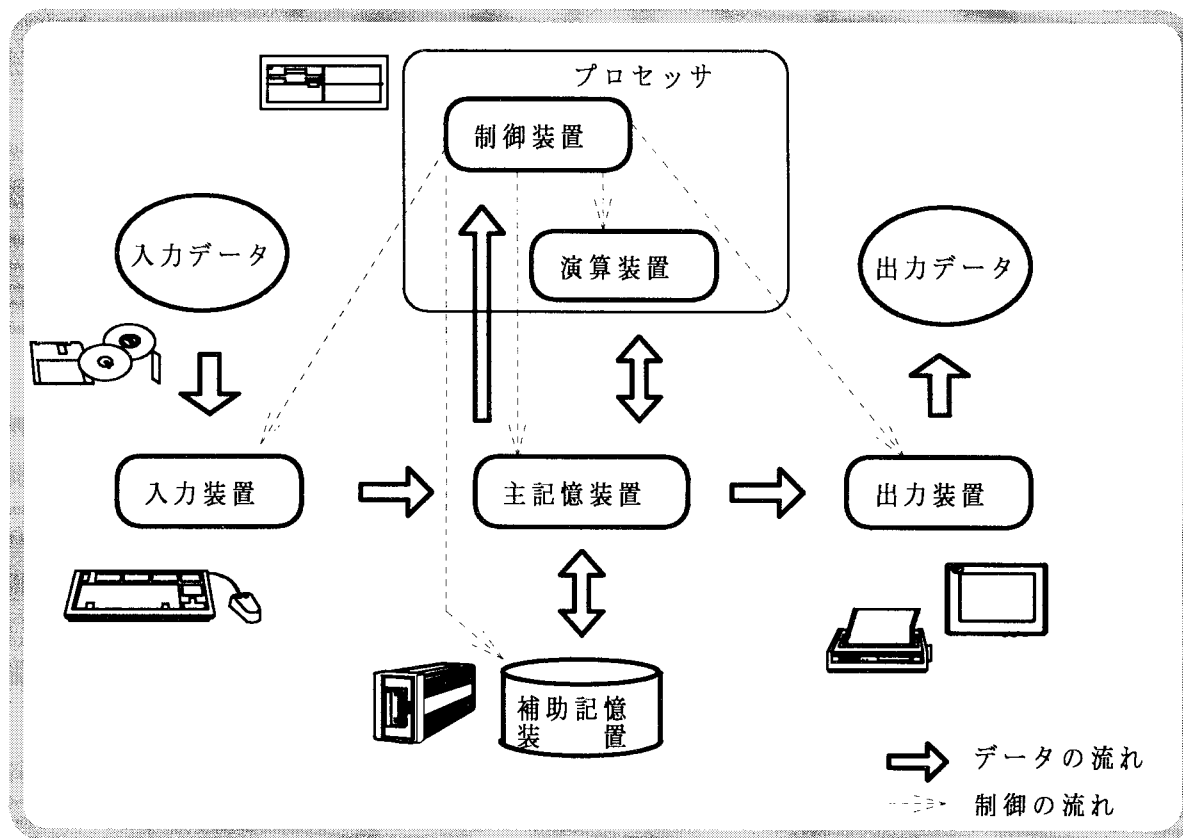 プロセッサ
制御装置
入力データ
演算装置
出力データ
入力装置
主記憶装置
出力装置
補助記憶
装置
データの流れ
制御の流れ